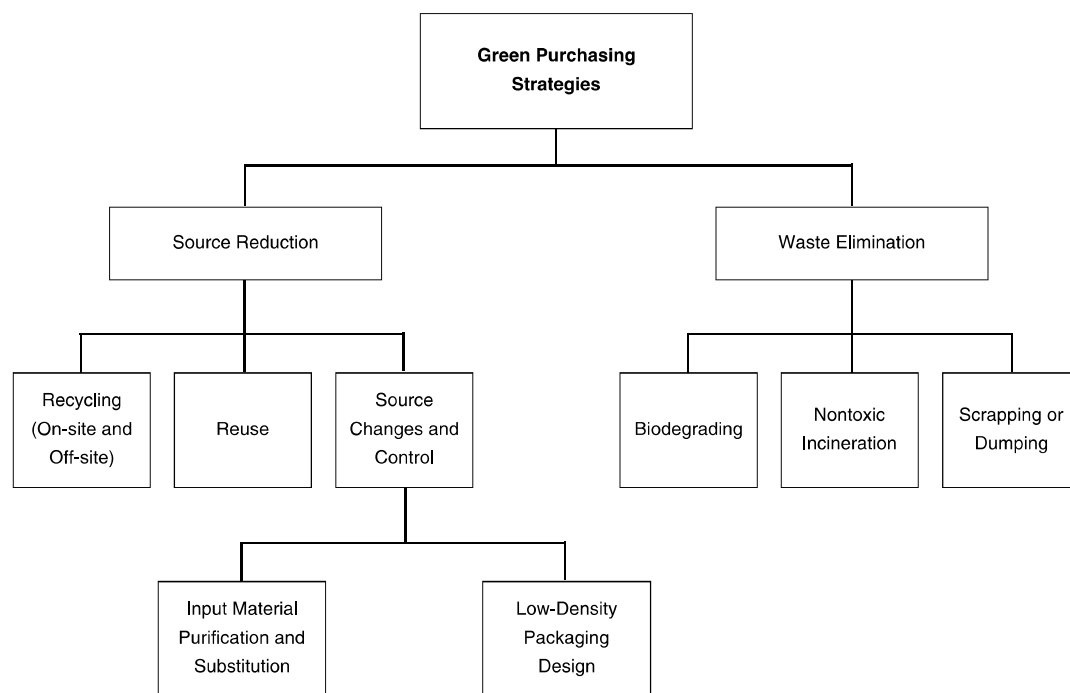 Green Purchasing
Strategies
Source Reduction
Waste Elimination
Recycling
(On-site and
Off-site)
Reuse
Source
Changes and
Control
Biodegrading
Nontoxic
Incineration
Scrapping or
Dumping
Input Material
Purification and
Substitution
Low-Density
Packaging
Design